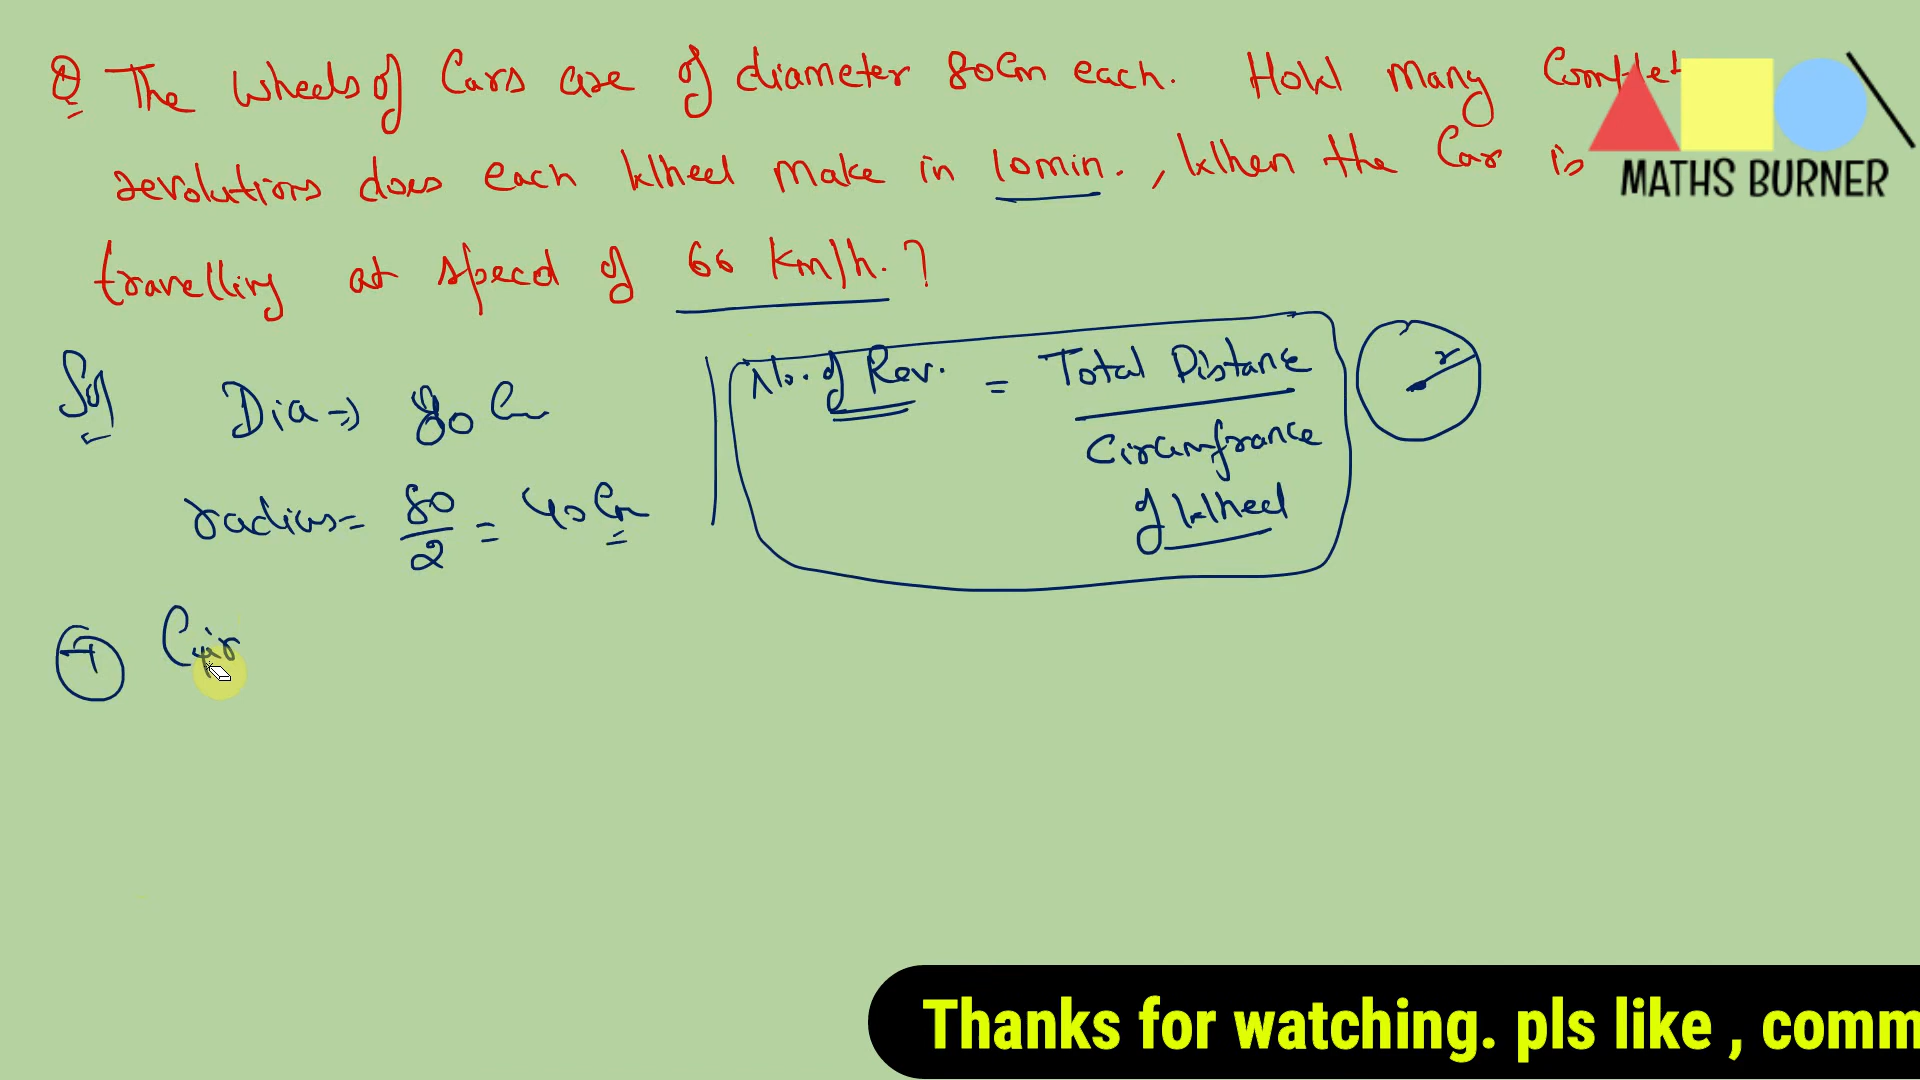 Q The wheels of Cars are of diameter 80cm each. How many Complet
revolutions does each Wheel make in 10min. , When the Car is
travelling at speed of 66 km/h. ?
MATHS BURNER
Sol Dia ⇒ 80 Cm
radius = 80/2 = 40 Cm
No. of Rev. = Total Distance
Circumfrance
of Wheel
r
① Cir
Thanks for watching. pls like , comm